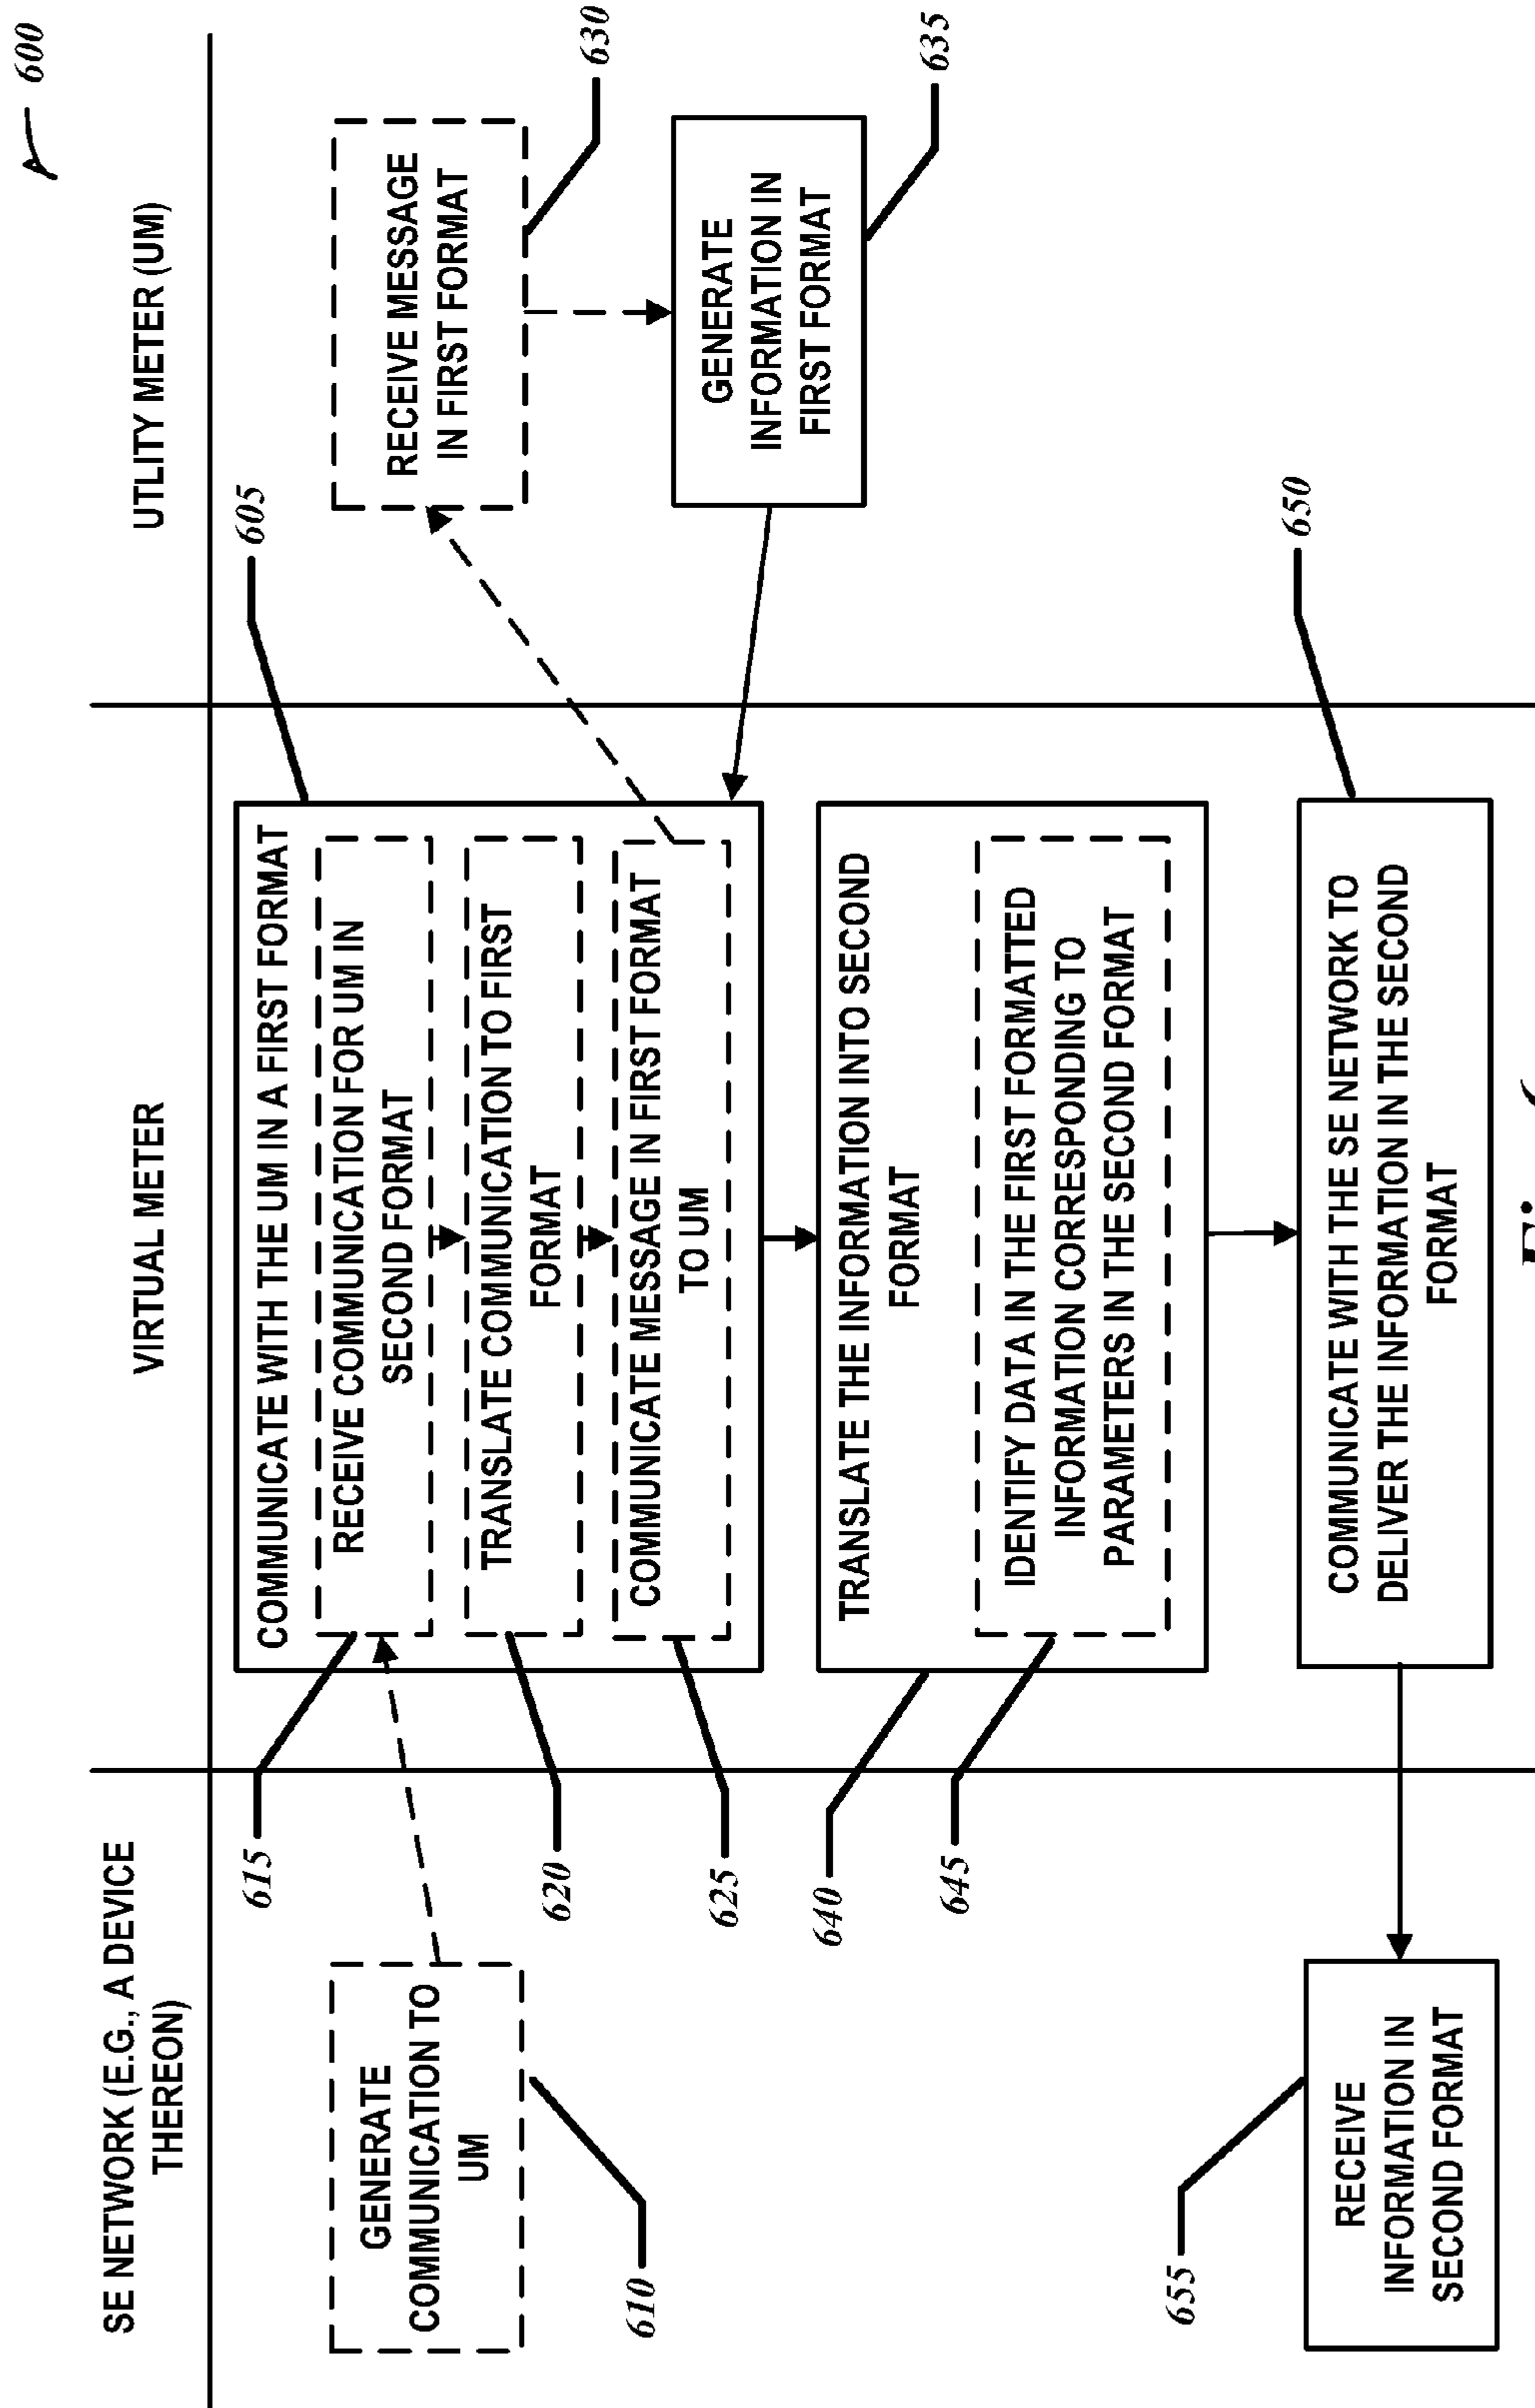 600
SE NETWORK (E.G., A DEVICE
THEREON)
VIRTUAL METER
UTLITY METER (UM)
GENERATE
COMMUNICATION TO
UM
610
615
620
625
605
COMMUNICATE WITH THE UM IN A FIRST FORMAT
RECEIVE COMMUNICATION FOR UM IN
SECOND FORMAT
TRANSLATE COMMUNICATION TO FIRST
FORMAT
COMMUNICATE MESSAGE IN FIRST FORMAT
TO UM
RECEIVE MESSAGE
IN FIRST FORMAT
630
GENERATE
INFORMATION IN
FIRST FORMAT
635
640
645
TRANSLATE THE INFORMATION INTO SECOND
FORMAT
IDENTIFY DATA IN THE FIRST FORMATTED
INFORMATION CORRESPONDING TO
PARAMETERS IN THE SECOND FORMAT
650
COMMUNICATE WITH THE SE NETWORK TO
DELIVER THE INFORMATION IN THE SECOND
FORMAT
655
RECEIVE
INFORMATION IN
SECOND FORMAT